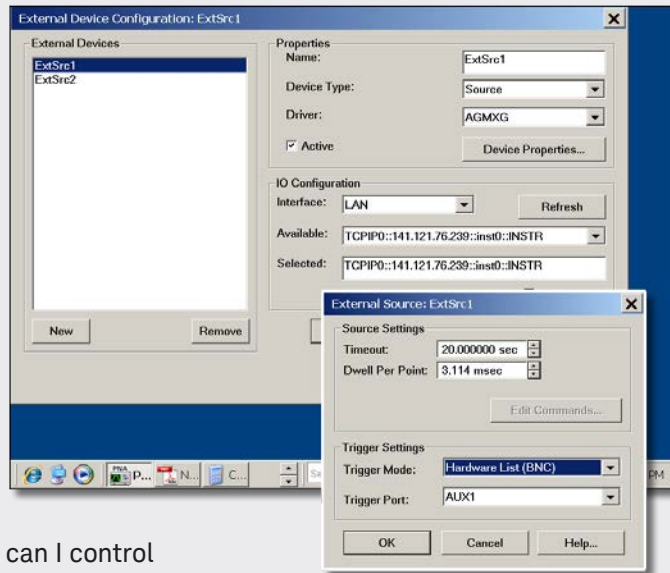 External Device Configuration: ExtSrc1
External Devices
ExtSrc1
ExtSrc2
New
Remove
Properties
Name:
ExtSrc1
Device Type:
Source
Driver:
AGMXG
Active
Device Properties...
IO Configuration
Interface:
LAN
Refresh
Available:
TCPIP0::141.121.76.239::inst0::INSTR
Selected:
TCPIP0::141.121.76.239::inst0::INSTR
External Source: ExtSrc1
Source Settings
Timeout:
20.000000 sec
Dwell Per Point:
3.114 msec
Edit Commands...
Trigger Settings
Trigger Mode:
Hardware List (BNC)
Trigger Port:
AUX1
OK
Cancel
Help...
PNA
P...
N...
C...
PM
can I control